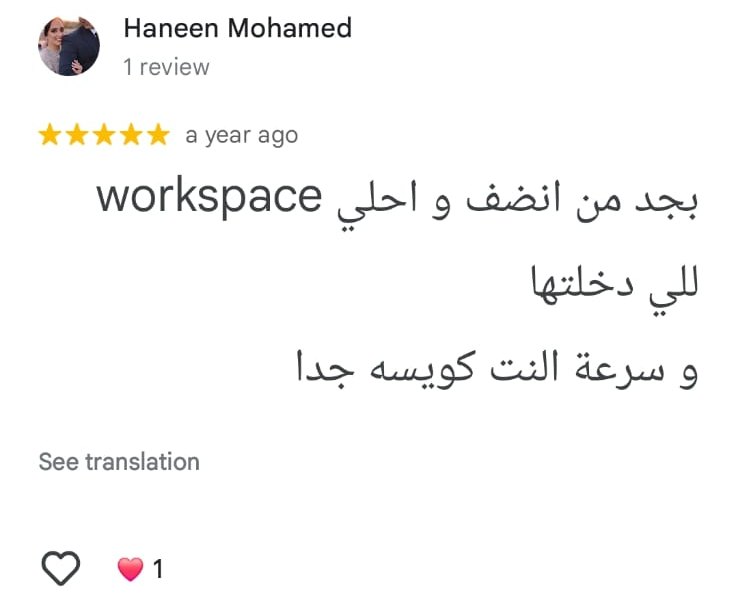 Haneen Mohamed
1 review
a year ago
بجد من انضف و احلي workspace
للي دخلتها
و سرعة النت كويسه جدا
See translation
1